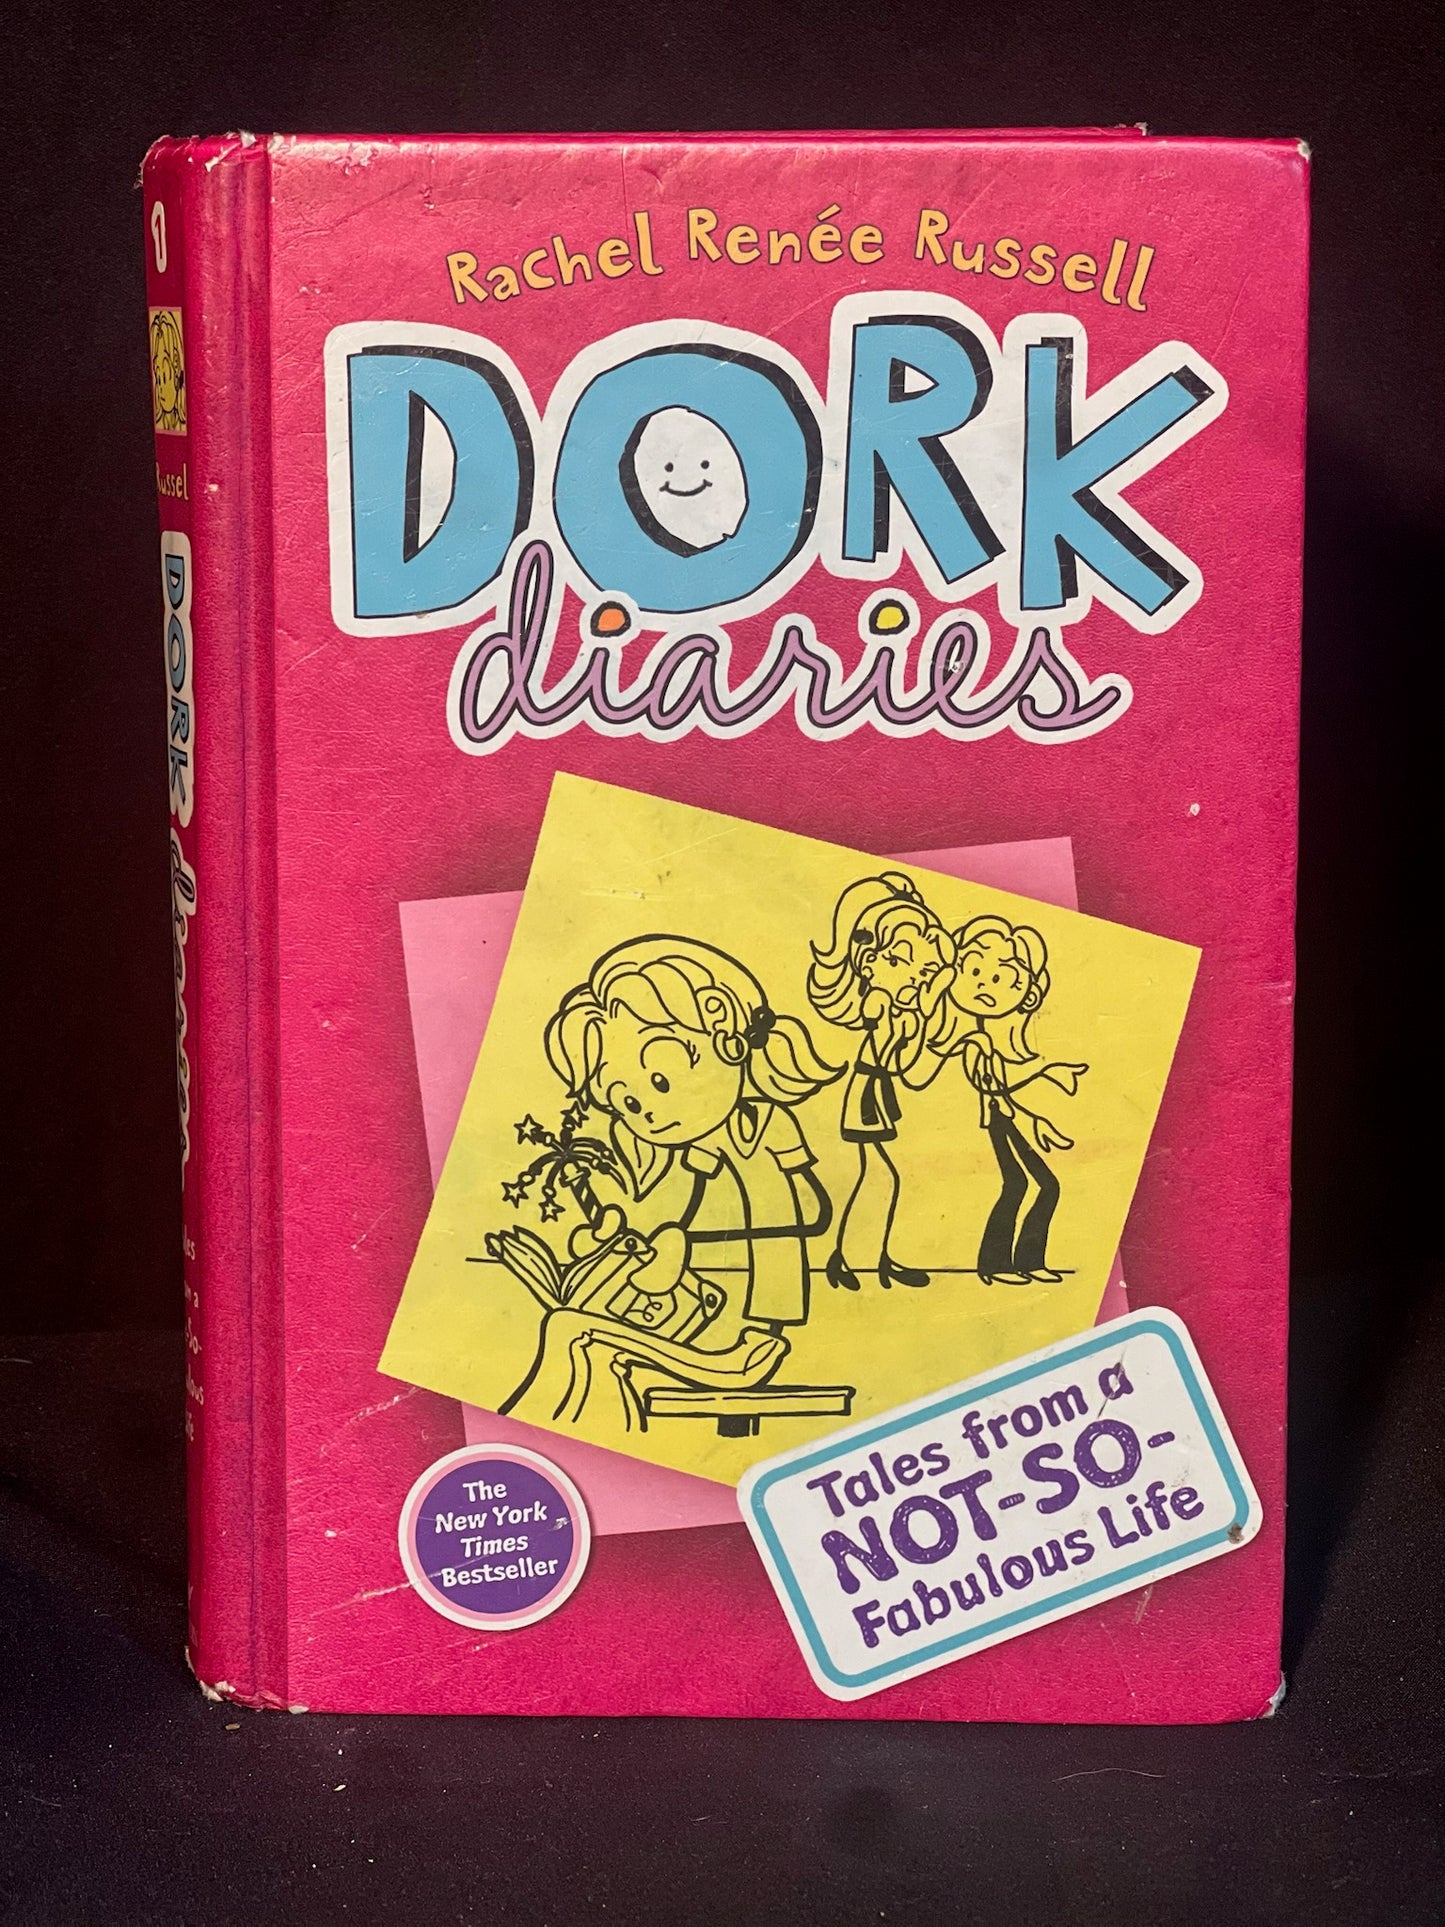 Rachel Renée Russell
DORK
diaries
The
New York
Times
Bestseller
Tales from a
NOT-SO-
Fabulous Life
1
Russel
DORK diaries